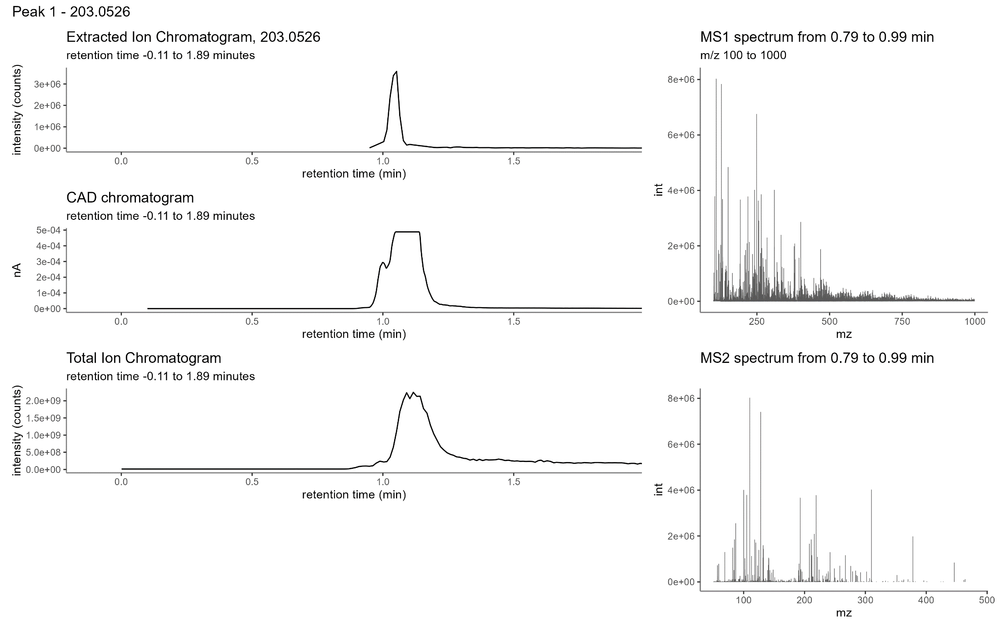 Peak 1 - 203.0526
Extracted Ion Chromatogram, 203.0526
retention time -0.11 to 1.89 minutes
intensity (counts)
3e+06
2e+06
1e+06
0e+00
0.0 0.5 1.0 1.5
retention time (min)
CAD chromatogram
retention time -0.11 to 1.89 minutes
nA
5e-04
4e-04
3e-04
2e-04
1e-04
0e+00
0.0 0.5 1.0 1.5
retention time (min)
Total Ion Chromatogram
retention time -0.11 to 1.89 minutes
intensity (counts)
2.0e+09
1.5e+09
1.0e+09
5.0e+08
0.0e+00
0.0 0.5 1.0 1.5
retention time (min)
MS1 spectrum from 0.79 to 0.99 min
m/z 100 to 1000
int
8e+06
6e+06
4e+06
2e+06
0e+00
250 500 750 1000
mz
MS2 spectrum from 0.79 to 0.99 min
int
8e+06
6e+06
4e+06
2e+06
0e+00
100 200 300 400 500
mz